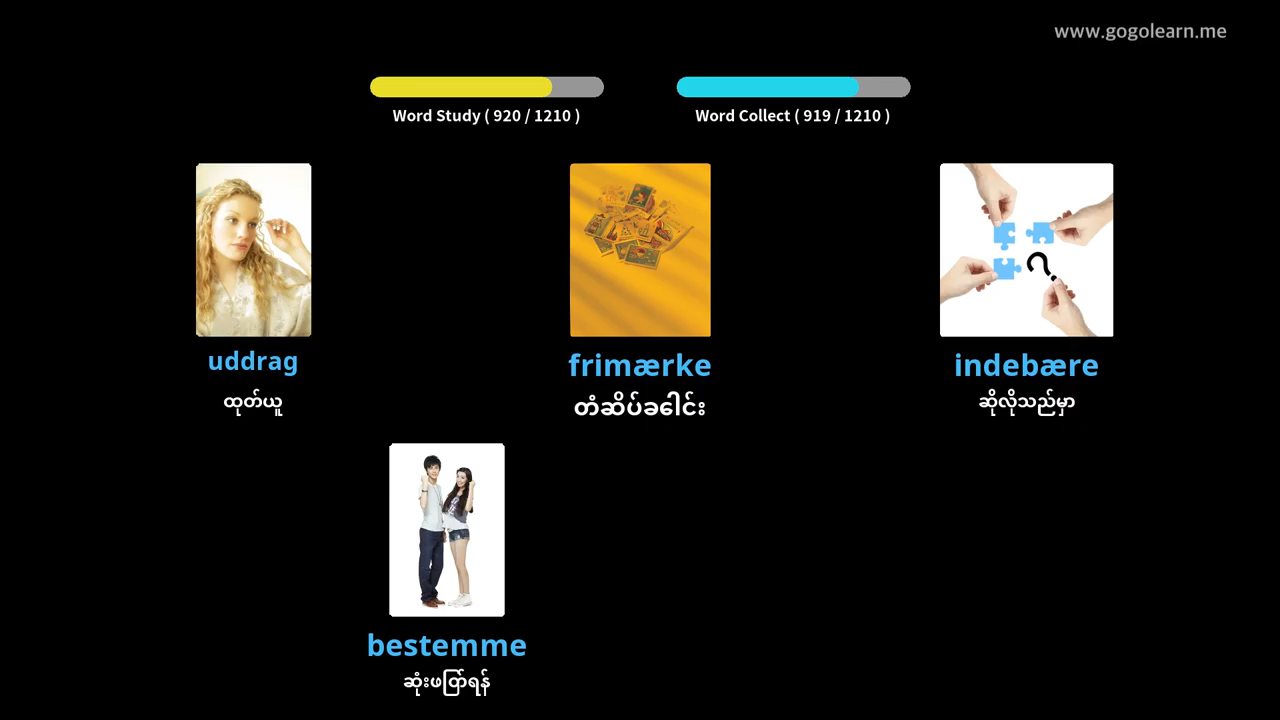 www.gogolearn.me
Word Study ( 920 / 1210 )
Word Collect ( 919 / 1210 )
uddrag
ထုတ်ယူ
frimærke
တံဆိပ်ခေါင်း
indebære
ဆိုလိုသည်မှာ
?
bestemme
ဆုံးဖြတ်ရန်